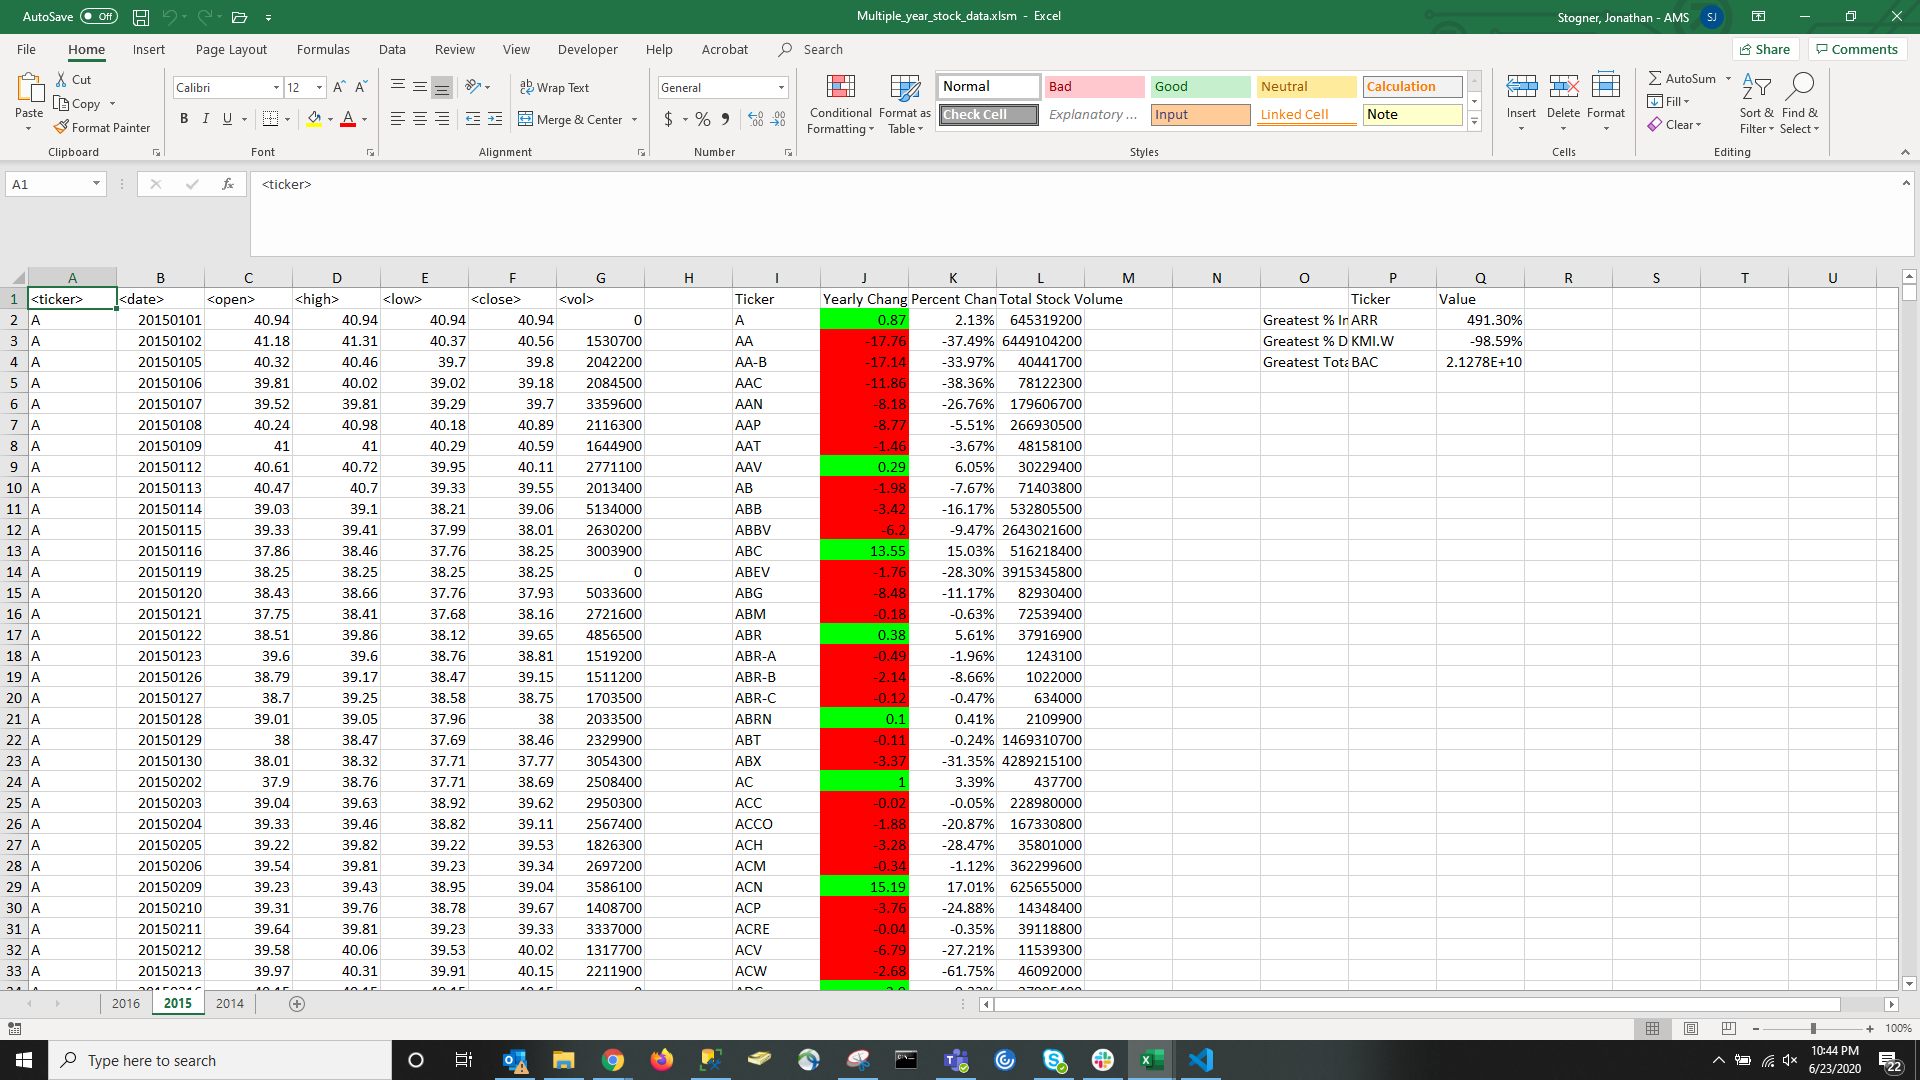 AutoSave Off Multiple_year_stock_data.xlsm - Excel Stogner, Jonathan - AMS SJ
File Home Insert Page Layout Formulas Data Review View Developer Help Acrobat Search Share Comments
Paste Cut Copy Format Painter Clipboard
Calibri 12 A A B I U A Font
Wrap Text Merge & Center Alignment
General $ % Number
Conditional Formatting Format as Table
Normal Bad Good Neutral Calculation
Check Cell Explanatory ... Input Linked Cell Note
Styles
Insert Delete Format Cells
AutoSum Fill Clear Sort & Filter Find & Select Editing
A1 fx <ticker>
A B C D E F G H I J K L M N O P Q R S T U
1 <ticker> <date> <open> <high> <low> <close> <vol> Ticker Yearly Chang Percent Chan Total Stock Volume Ticker Value
2 A 20150101 40.94 40.94 40.94 40.94 0 A 0.87 2.13% 645319200 Greatest % In ARR 491.30%
3 A 20150102 41.18 41.31 40.37 40.56 1530700 AA -17.76 -37.49% 6449104200 Greatest % D KMI.W -98.59%
4 A 20150105 40.32 40.46 39.7 39.8 2042200 AA-B -17.14 -33.97% 40441700 Greatest Tota BAC 2.1278E+10
5 A 20150106 39.81 40.02 39.02 39.18 2084500 AAC -11.86 -38.36% 78122300
6 A 20150107 39.52 39.81 39.29 39.7 3359600 AAN -8.18 -26.76% 179606700
7 A 20150108 40.24 40.98 40.18 40.89 2116300 AAP -8.77 -5.51% 266930500
8 A 20150109 41 41 40.29 40.59 1644900 AAT -1.46 -3.67% 48158100
9 A 20150112 40.61 40.72 39.95 40.11 2771100 AAV 0.29 6.05% 30229400
10 A 20150113 40.47 40.7 39.33 39.55 2013400 AB -1.98 -7.67% 71403800
11 A 20150114 39.03 39.1 38.21 39.06 5134000 ABB -3.42 -16.17% 532805500
12 A 20150115 39.33 39.41 37.99 38.01 2630200 ABBV -6.2 -9.47% 2643021600
13 A 20150116 37.86 38.46 37.76 38.25 3003900 ABC 13.55 15.03% 516218400
14 A 20150119 38.25 38.25 38.25 38.25 0 ABEV -1.76 -28.30% 3915345800
15 A 20150120 38.43 38.66 37.76 37.93 5033600 ABG -8.48 -11.17% 82930400
16 A 20150121 37.75 38.41 37.68 38.16 2721600 ABM -0.18 -0.63% 72539400
17 A 20150122 38.51 39.86 38.12 39.65 4856500 ABR 0.38 5.61% 37916900
18 A 20150123 39.6 39.6 38.76 38.81 1519200 ABR-A -0.49 -1.96% 1243100
19 A 20150126 38.79 39.17 38.47 39.15 1511200 ABR-B -2.14 -8.66% 1022000
20 A 20150127 38.7 39.25 38.58 38.75 1703500 ABR-C -0.12 -0.47% 634000
21 A 20150128 39.01 39.05 37.96 38 2033500 ABRN 0.1 0.41% 2109900
22 A 20150129 38 38.47 37.69 38.46 2329900 ABT -0.11 -0.24% 1469310700
23 A 20150130 38.01 38.32 37.71 37.77 3054300 ABX -3.37 -31.35% 4289215100
24 A 20150202 37.9 38.76 37.71 38.69 2508400 AC 1 3.39% 437700
25 A 20150203 39.04 39.63 38.92 39.62 2950300 ACC -0.02 -0.05% 228980000
26 A 20150204 39.33 39.46 38.82 39.11 2567400 ACCO -1.88 -20.87% 167330800
27 A 20150205 39.22 39.82 39.22 39.53 1826300 ACH -3.28 -28.47% 35801000
28 A 20150206 39.54 39.81 39.23 39.34 2697200 ACM -0.34 -1.12% 362299600
29 A 20150209 39.23 39.43 38.95 39.04 3586100 ACN 15.19 17.01% 625655000
30 A 20150210 39.31 39.76 38.78 39.67 1408700 ACP -3.76 -24.88% 14348400
31 A 20150211 39.64 39.81 39.23 39.33 3337000 ACRE -0.04 -0.35% 39118800
32 A 20150212 39.58 40.06 39.53 40.02 1317700 ACV -6.79 -27.21% 11539300
33 A 20150213 39.97 40.31 39.91 40.15 2211900 ACW -2.68 -61.75% 46092000
2016 2015 2014
100%
Type here to search 10:44 PM
6/23/2020 22